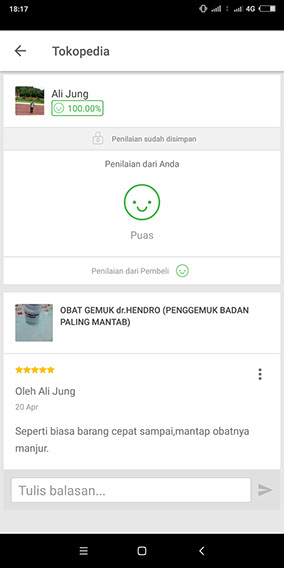 18:17
4G
Tokopedia
Ali Jung
100.00%
Penilaian sudah disimpan
Penilaian dari Anda
Puas
Penilaian dari Pembeli
OBAT GEMUK dr.HENDRO (PENGGEMUK BADAN
PALING MANTAB)
Oleh Ali Jung
20 Apr
Seperti biasa barang cepat sampai,mantap obatnya
manjur.
Tulis balasan...